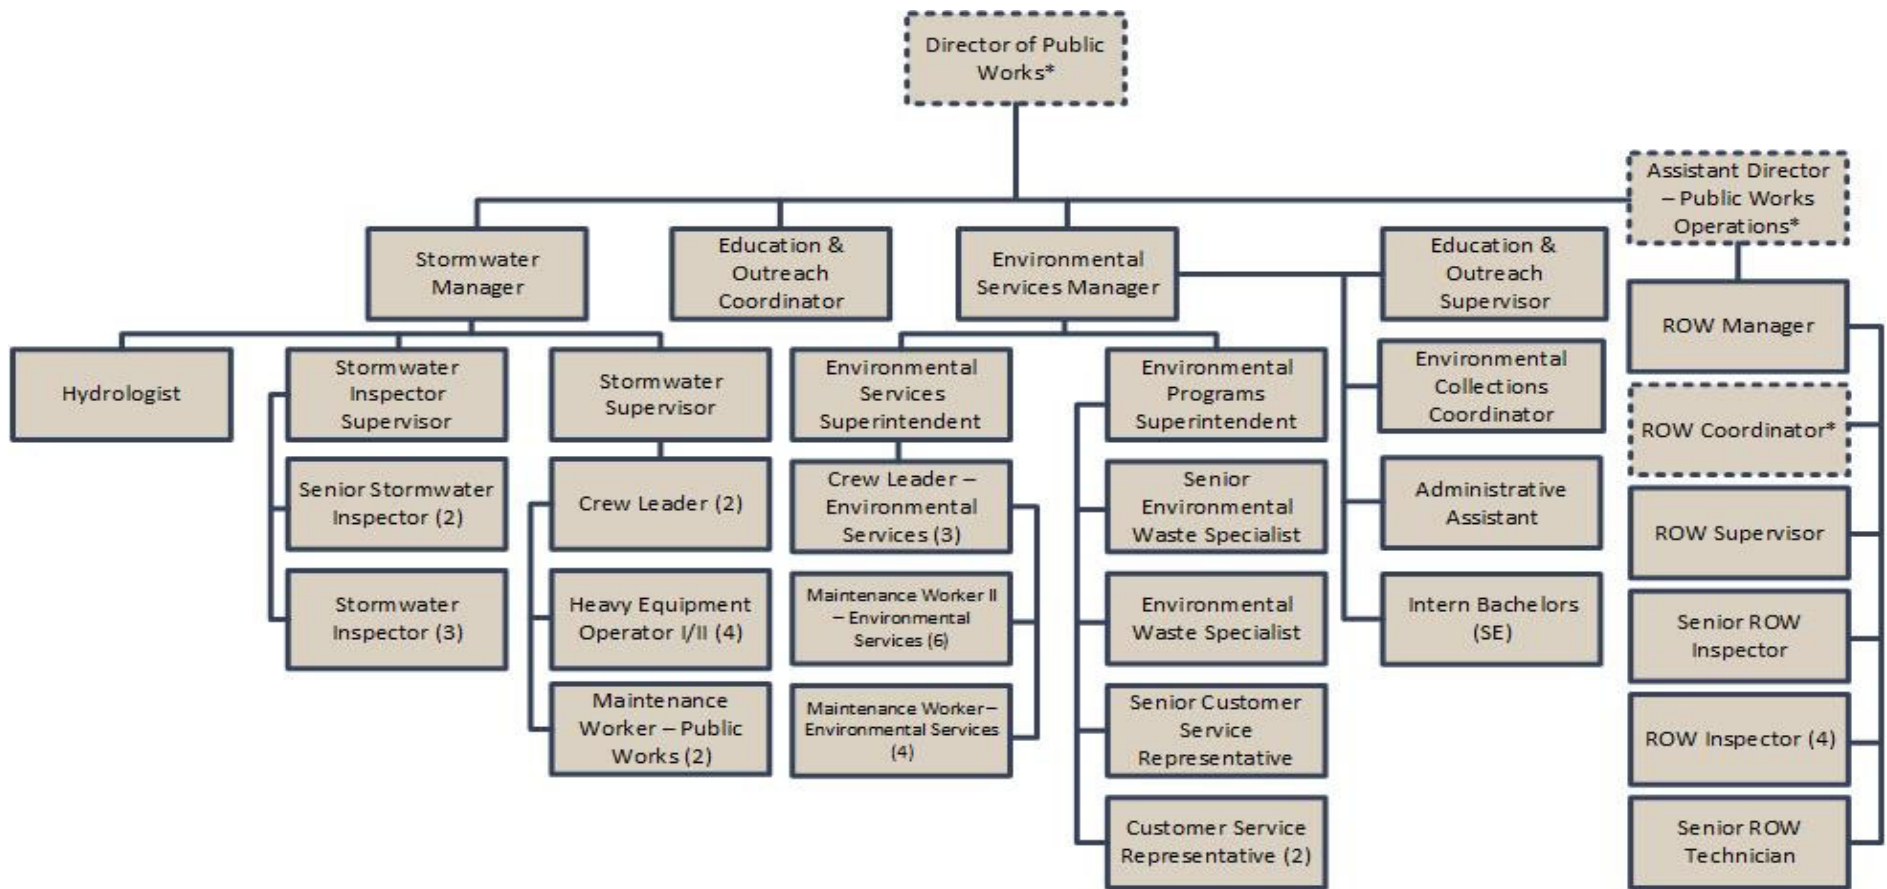 Director of Public
Works*
Assistant Director
– Public Works
Operations*
Stormwater
Manager
Education &
Outreach
Coordinator
Environmental
Services Manager
Education &
Outreach
Supervisor
ROW Manager
Hydrologist
Stormwater
Inspector
Supervisor
Stormwater
Supervisor
Environmental
Services
Superintendent
Environmental
Programs
Superintendent
Environmental
Collections
Coordinator
ROW Coordinator*
Senior Stormwater
Inspector (2)
Crew Leader (2)
Crew Leader –
Environmental
Services (3)
Senior
Environmental
Waste Specialist
Administrative
Assistant
ROW Supervisor
Stormwater
Inspector (3)
Heavy Equipment
Operator I/II (4)
Maintenance Worker II
– Environmental
Services (6)
Environmental
Waste Specialist
Intern Bachelors
(SE)
Senior ROW
Inspector
Maintenance
Worker – Public
Works (2)
Maintenance Worker–
Environmental Services
(4)
Senior Customer
Service
Representative
ROW Inspector (4)
Customer Service
Representative (2)
Senior ROW
Technician